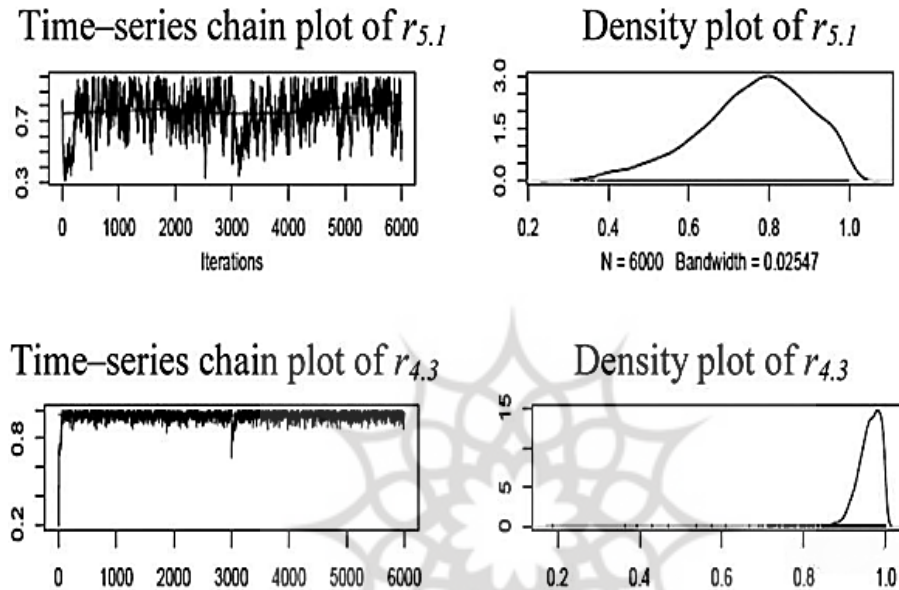 Time–series chain plot of r5.1
Density plot of r5.1
0.3 0.7
0 1000 2000 3000 4000 5000 6000
Iterations
0.0 1.5 3.0
0.2 0.4 0.6 0.8 1.0
N = 6000 Bandwidth = 0.02547
Time–series chain plot of r4.3
Density plot of r4.3
0.2 0.8
0 1000 2000 3000 4000 5000 6000
0 5 15
0.2 0.4 0.6 0.8 1.0